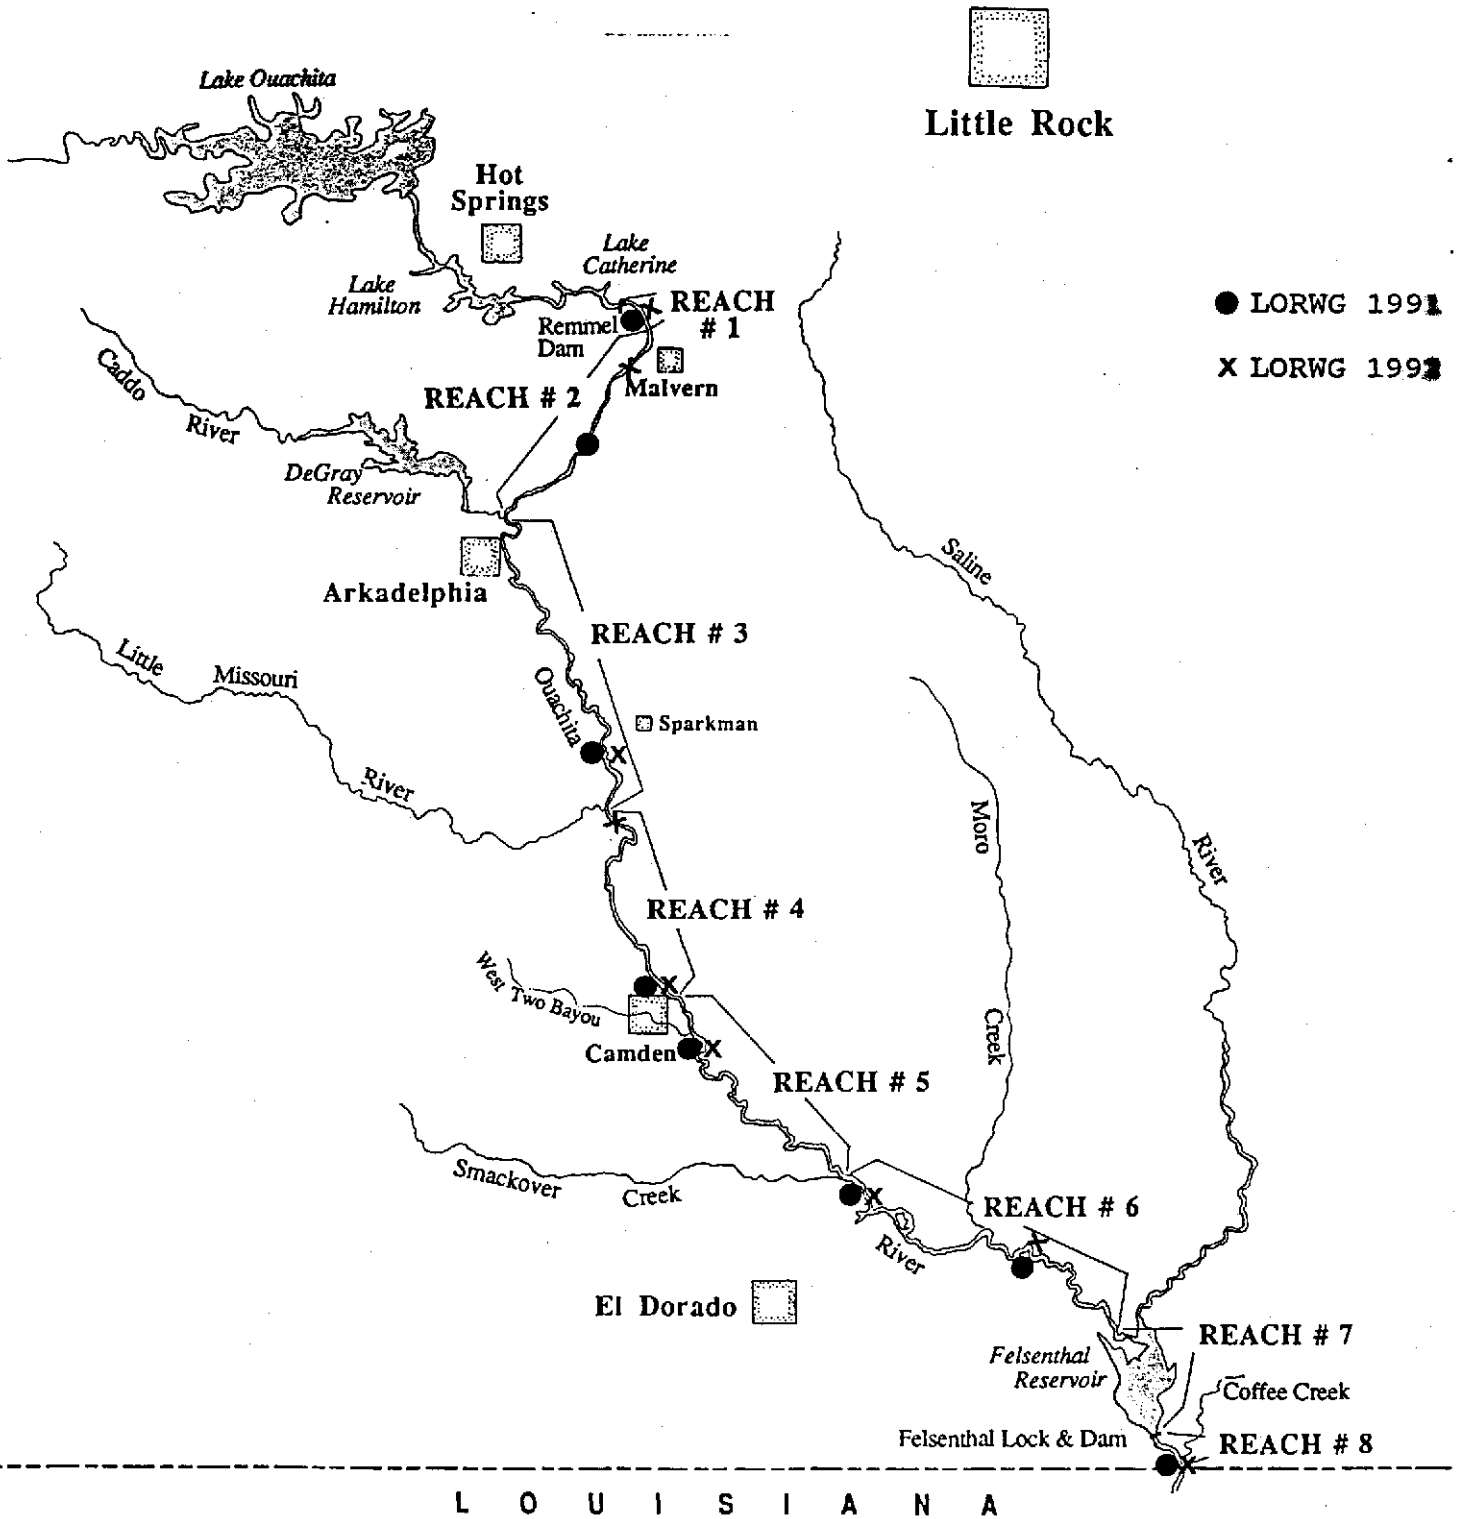 Little Rock
Lake Ouachita
Hot
Springs
Lake
Catherine
Lake
Hamilton
REACH
# 1
Remmel
Dam
● LORWG 1991
X LORWG 1992
Malvern
REACH # 2
Caddo
River
DeGray
Reservoir
Arkadelphia
Saline
REACH # 3
Little
Missouri
Ouachita
Sparkman
River
Moro
River
REACH # 4
West Two Bayou
Creek
Camden
REACH # 5
Smackover
Creek
REACH # 6
River
El Dorado
REACH # 7
Felsenthal
Reservoir
Coffee Creek
Felsenthal Lock & Dam
REACH # 8
LOUISIANA